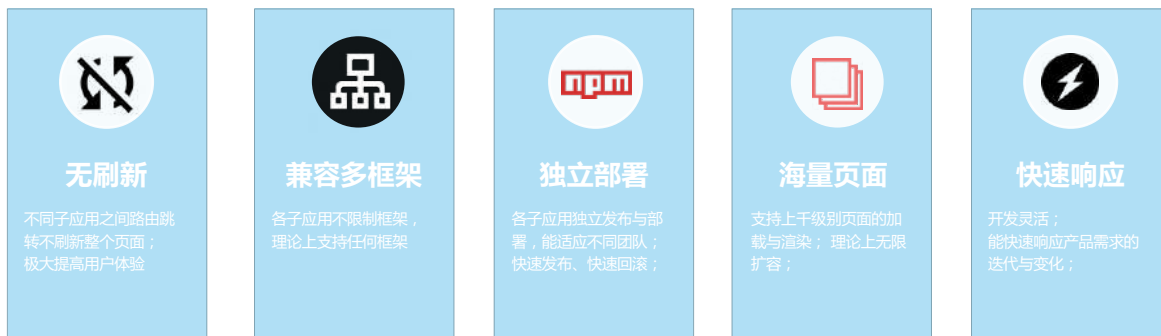 无刷新
不同子应用之间路由跳
转不刷新整个页面；
极大提高用户体验
兼容多框架
各子应用不限制框架，
理论上支持任何框架
npm
独立部署
各子应用独立发布与部
署，能适应不同团队；
快速发布、快速回滚；
海量页面
支持上千级别页面的加
载与渲染； 理论上无限
扩容；
快速响应
开发灵活；
能快速响应产品需求的
迭代与变化；